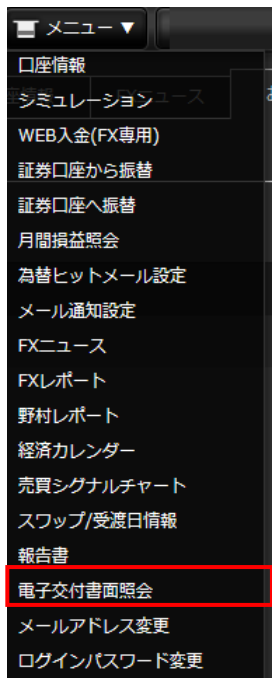 メニュー ▼
口座情報
シミュレーション
WEB入金(FX専用)
証券口座から振替
証券口座へ振替
月間損益照会
為替ヒットメール設定
メール通知設定
FXニュース
FXレポート
野村レポート
経済カレンダー
売買シグナルチャート
スワップ/受渡日情報
報告書
電子交付書面照会
メールアドレス変更
ログインパスワード変更